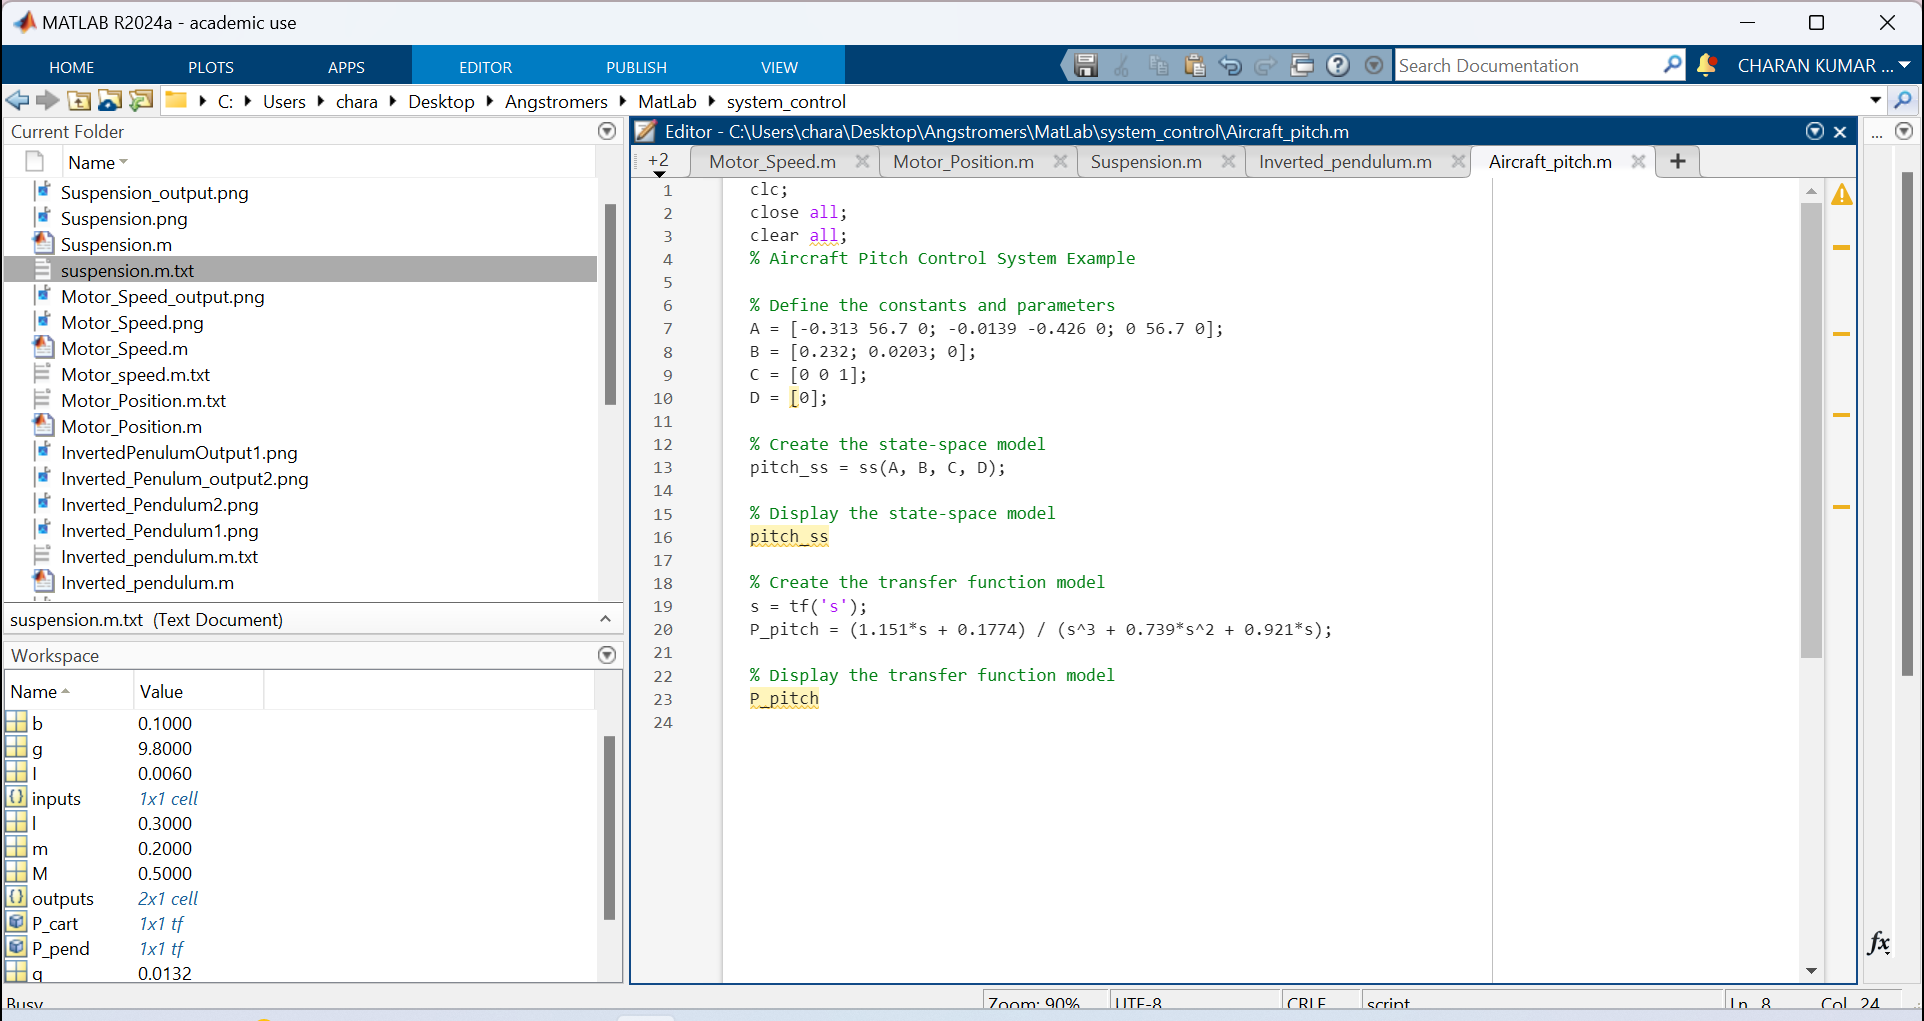 MATLAB R2024a - academic use
HOME PLOTS APPS EDITOR PUBLISH VIEW
Search Documentation
CHARAN KUMAR ...
C: Users chara Desktop Angstromers MatLab system_control
Current Folder
Name
Suspension_output.png
Suspension.png
Suspension.m
suspension.m.txt
Motor_Speed_output.png
Motor_Speed.png
Motor_Speed.m
Motor_speed.m.txt
Motor_Position.m.txt
Motor_Position.m
InvertedPenulumOutput1.png
Inverted_Penulum_output2.png
Inverted_Pendulum2.png
Inverted_Pendulum1.png
Inverted_pendulum.m.txt
Inverted_pendulum.m
suspension.m.txt (Text Document)
Workspace
Name Value
b 0.1000
g 9.8000
I 0.0060
inputs 1x1 cell
l 0.3000
m 0.2000
M 0.5000
outputs 2x1 cell
P_cart 1x1 tf
P_pend 1x1 tf
q 0.0132
Editor - C:\Users\chara\Desktop\Angstromers\MatLab\system_control\Aircraft_pitch.m
...
+2 Motor_Speed.m Motor_Position.m Suspension.m Inverted_pendulum.m Aircraft_pitch.m +
1 clc;
2 close all;
3 clear all;
4 % Aircraft Pitch Control System Example
5
6 % Define the constants and parameters
7 A = [-0.313 56.7 0; -0.0139 -0.426 0; 0 56.7 0];
8 B = [0.232; 0.0203; 0];
9 C = [0 0 1];
10 D = [0];
11
12 % Create the state-space model
13 pitch_ss = ss(A, B, C, D);
14
15 % Display the state-space model
16 pitch_ss
17
18 % Create the transfer function model
19 s = tf('s');
20 P_pitch = (1.151*s + 0.1774) / (s^3 + 0.739*s^2 + 0.921*s);
21
22 % Display the transfer function model
23 P_pitch
24
fx
Busy
Zoom: 90% UTF-8 CRLF script Ln 8 Col 24